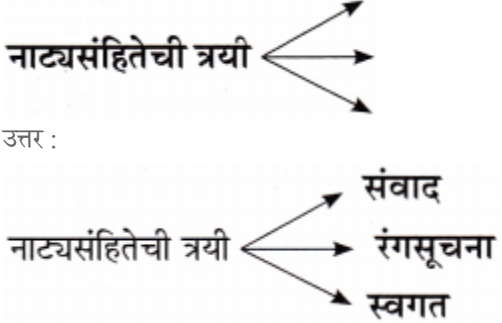 नाट्यसंहितेची त्रयी
उत्तर :
संवाद
नाट्यसंहितेची त्रयी
रंगसूचना
स्वगत